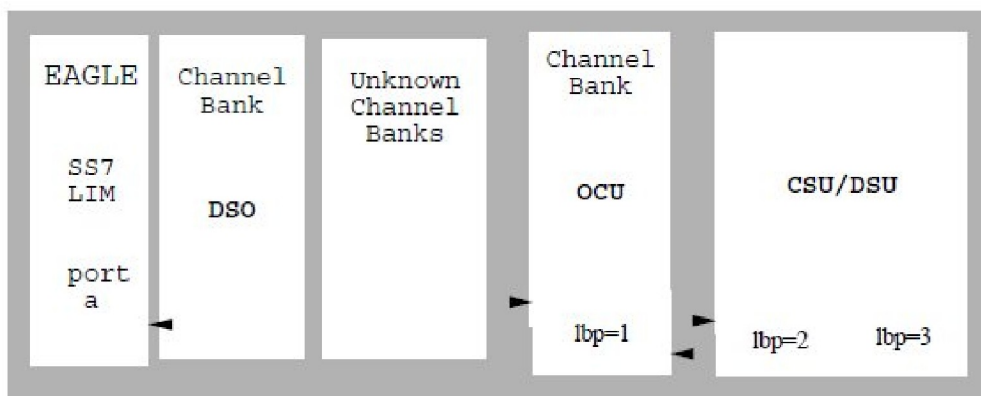 EAGLE
SS7
LIM
port
a
Channel
Bank
DSO
Unknown
Channel
Banks
Channel
Bank
OCU
lbp=1
CSU/DSU
lbp=2
lbp=3